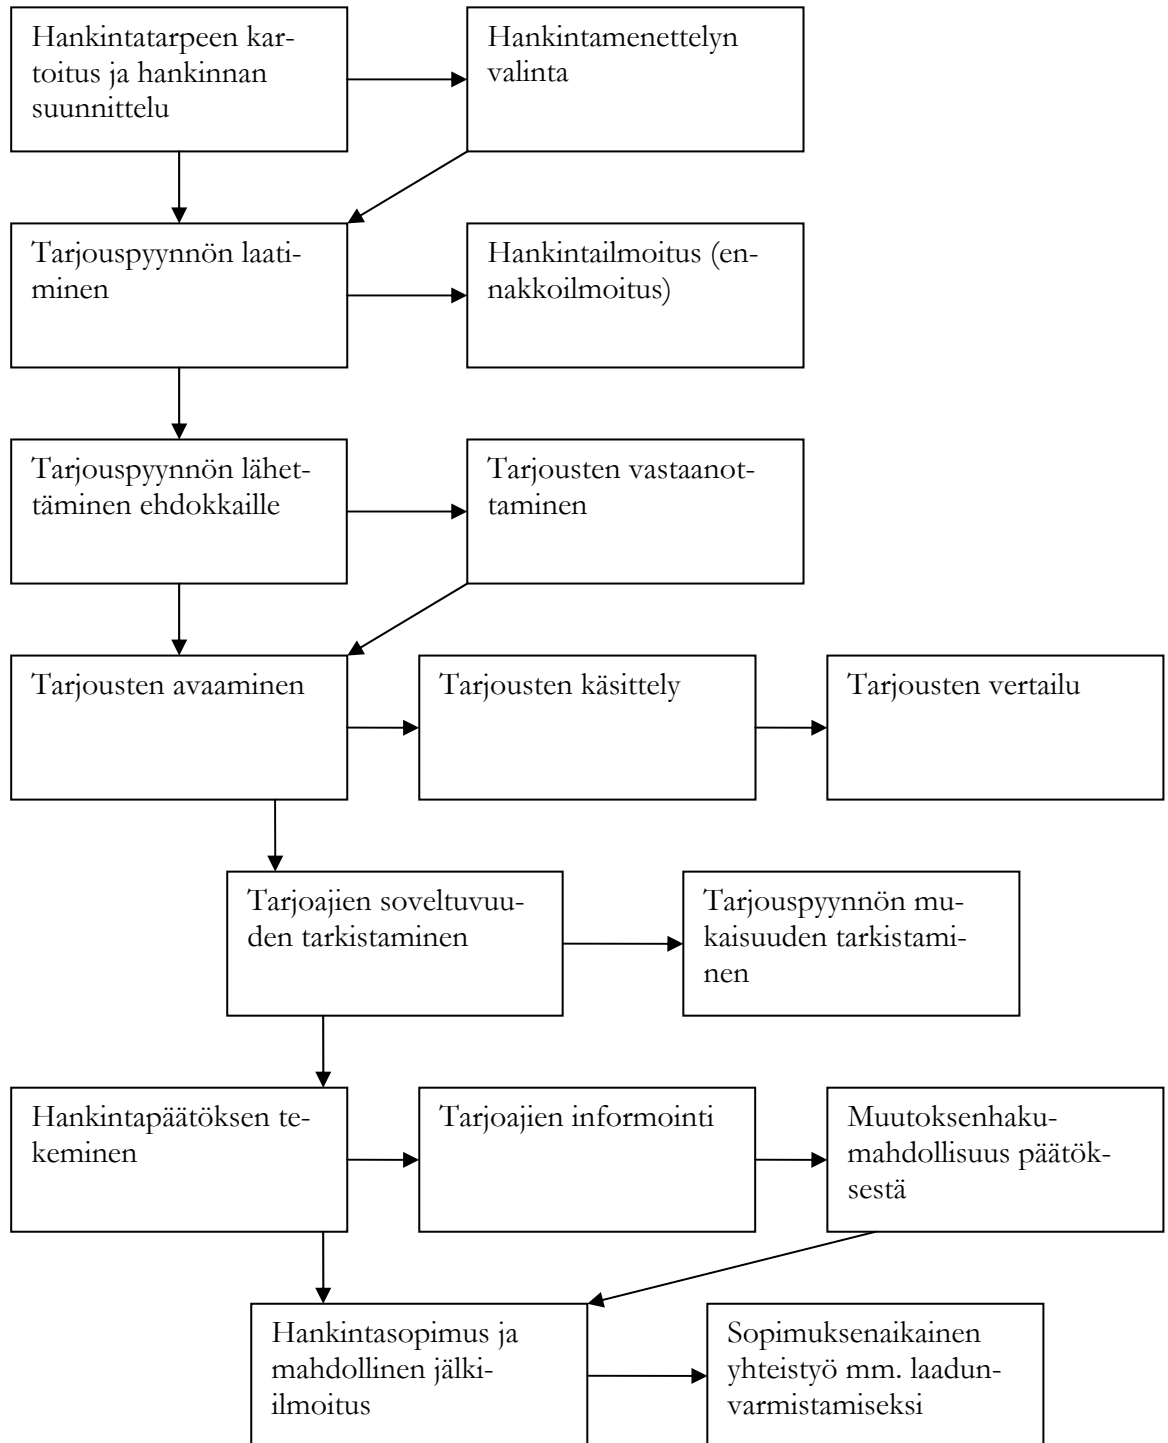 Hankintatarpeen kar-
toitus ja hankinnan
suunnittelu
Hankintamenettelyn
valinta
Tarjouspyynnön laati-
minen
Hankintailmoitus (en-
nakkoilmoitus)
Tarjouspyynnön lähet-
täminen ehdokkaille
Tarjousten vastaanot-
taminen
Tarjousten avaaminen
Tarjousten käsittely
Tarjousten vertailu
Tarjoajien soveltuvuu-
den tarkistaminen
Tarjouspyynnön mu-
kaisuuden tarkistami-
nen
Hankintapäätöksen te-
keminen
Tarjoajien informointi
Muutoksenhaku-
mahdollisuus päätök-
sestä
Hankintasopimus ja
mahdollinen jälki-
ilmoitus
Sopimuksenaikainen
yhteistyö mm. laadun-
varmistamiseksi